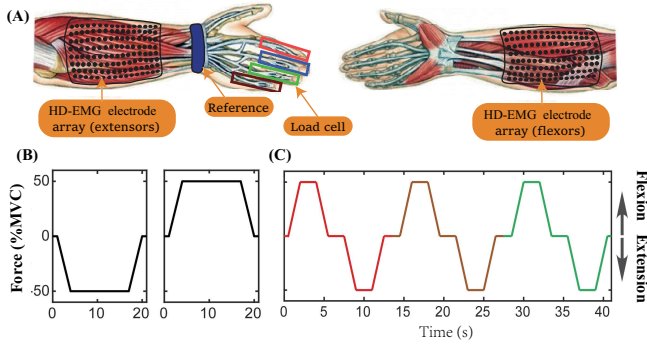 (A)
HD-EMG electrode
array (extensors)
Reference
Load cell
HD-EMG electrode
array (flexors)
(B)
(C)
Force (%MVC)
50
0
-50
0
10
20
0
10
20
0
5
10
15
20
25
30
35
40
Time (s)
Flexion
Extension